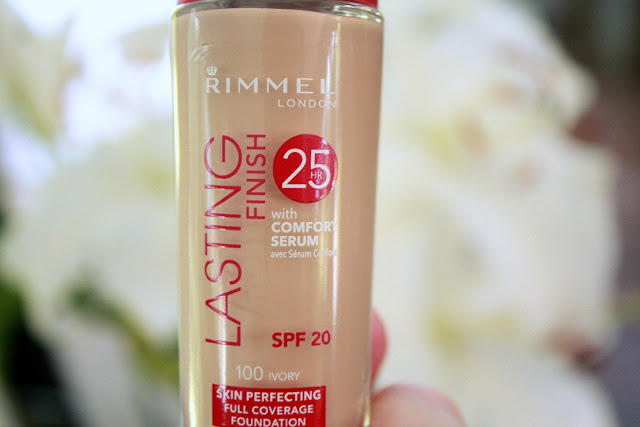 RIMMEL
LONDON
LASTING
FINISH
25
HR
with
COMFORT
SERUM
avec Sérum Confort
SPF 20
100 IVORY
SKIN PERFECTING
FULL COVERAGE
FOUNDATION